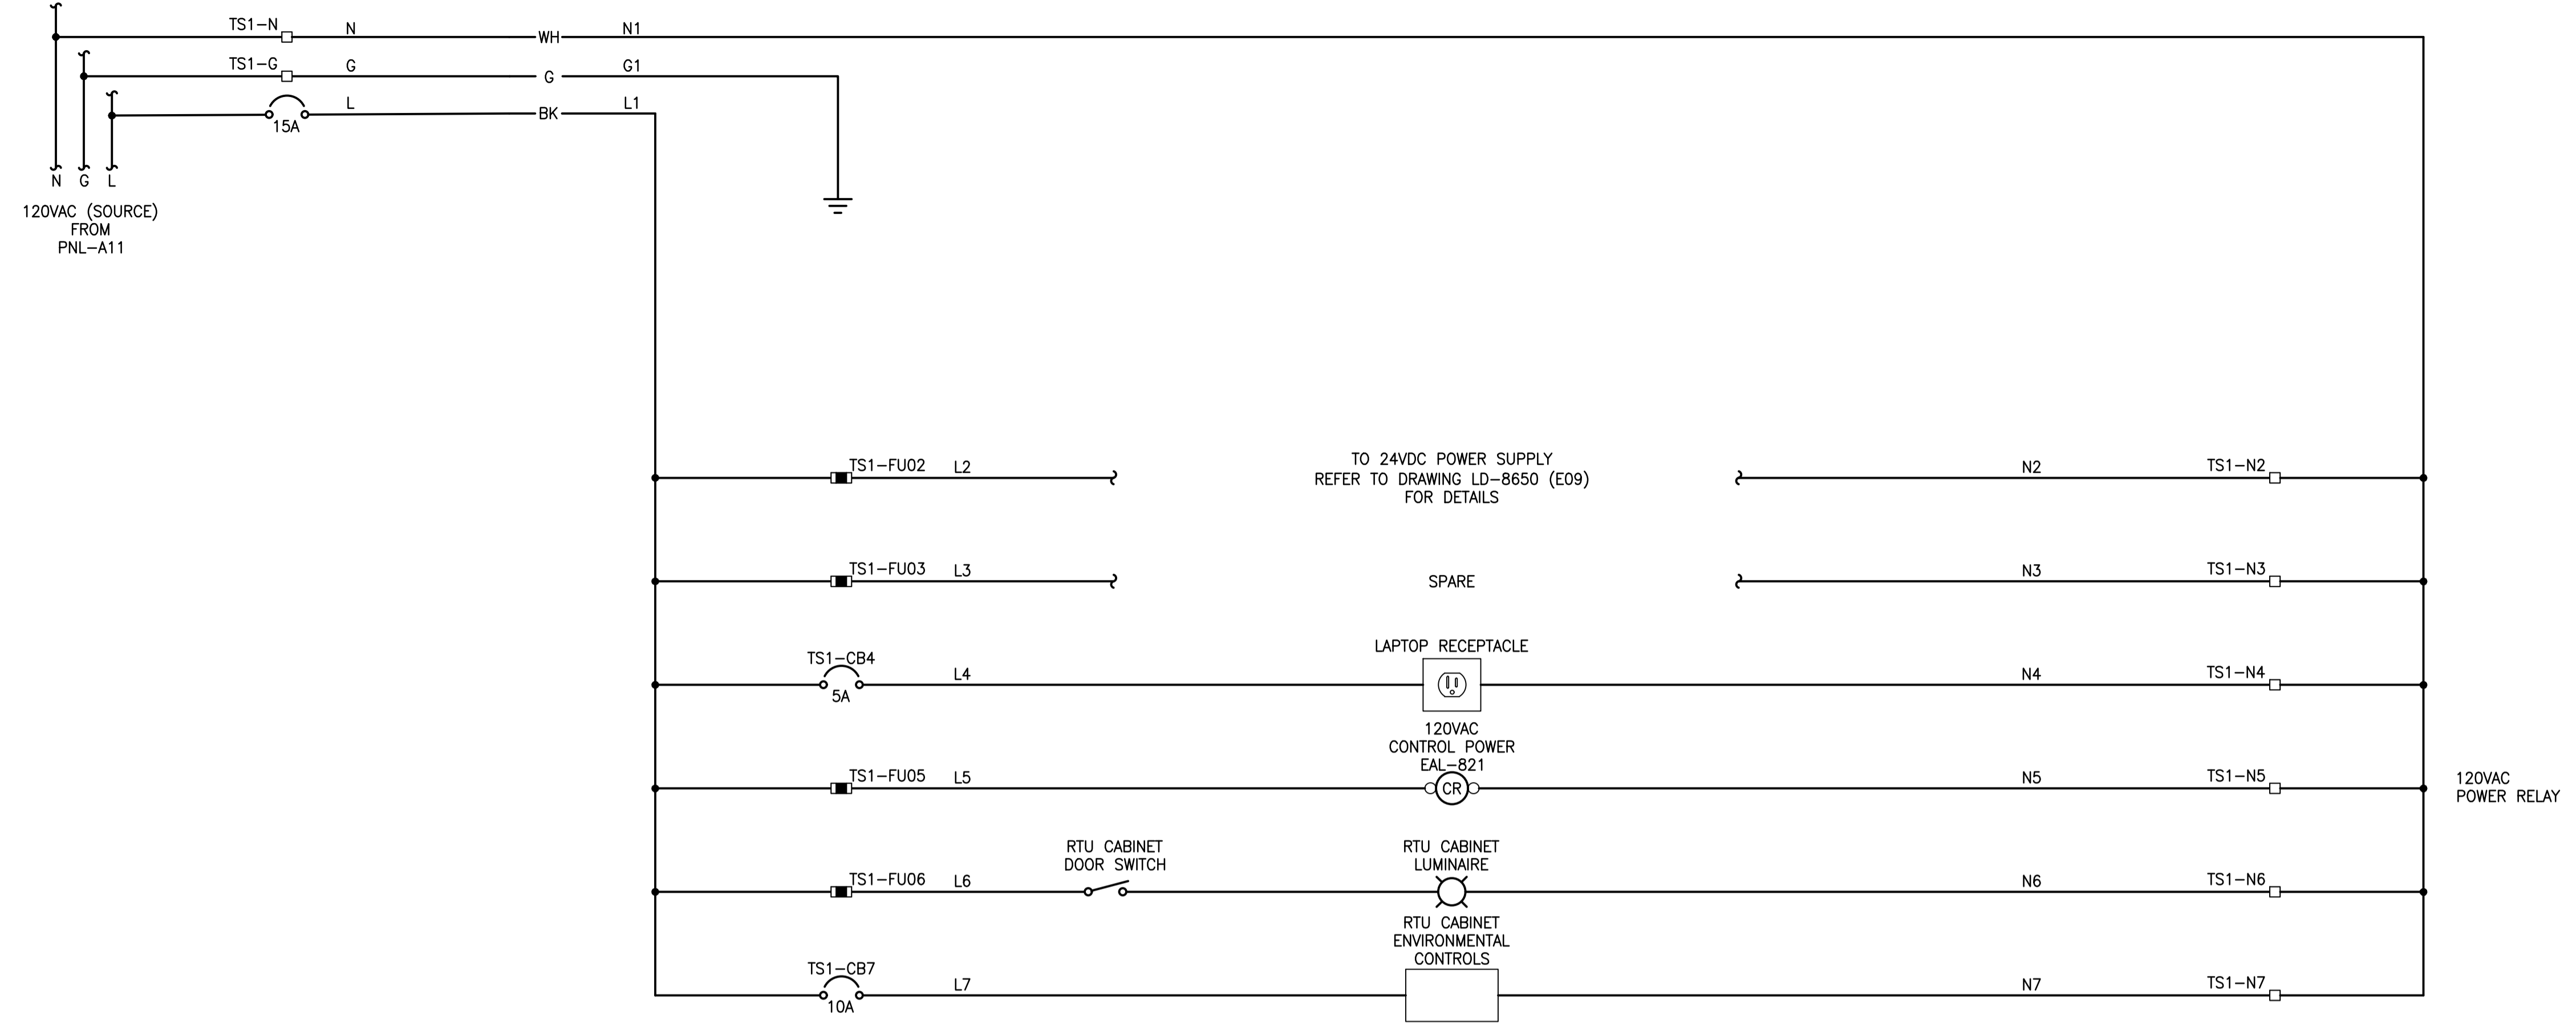 TS1-N N WH N1
TS1-G G G G1
L BK L1
15A
N G L
120VAC (SOURCE)
FROM
PNL-A11
TO 24VDC POWER SUPPLY
TS1-FU02 L2 REFER TO DRAWING LD-8650 (E09) N2 TS1-N2
FOR DETAILS
TS1-FU03 L3 SPARE N3 TS1-N3
LAPTOP RECEPTACLE
TS1-CB4
L4 N4 TS1-N4
5A
120VAC
CONTROL POWER
EAL-821
TS1-FU05 L5 CR N5 TS1-N5
120VAC
POWER RELAY
RTU CABINET
DOOR SWITCH
RTU CABINET
LUMINAIRE
TS1-FU06 L6 N6 TS1-N6
RTU CABINET
ENVIRONMENTAL
CONTROLS
TS1-CB7
L7 N7 TS1-N7
10A